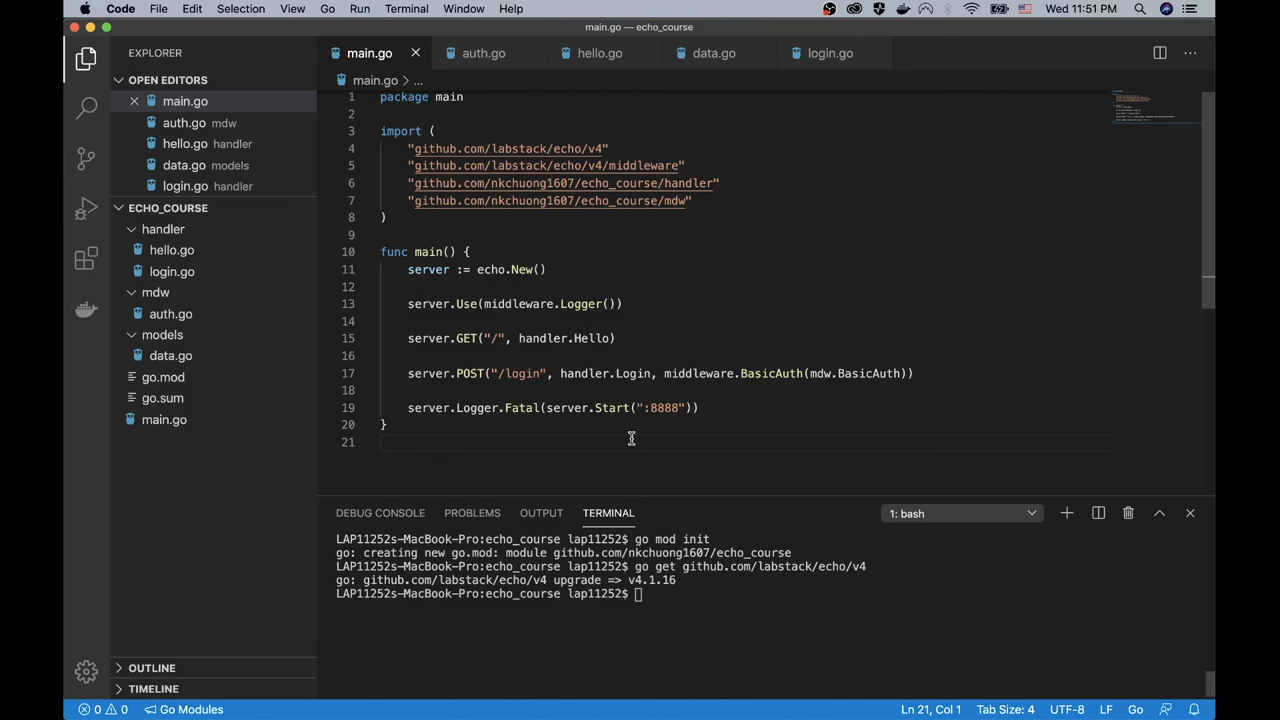 Code File Edit Selection View Go Run Terminal Window Help Wed 11:51 PM
main.go — echo_course
EXPLORER
OPEN EDITORS
main.go
auth.go mdw
hello.go handler
data.go models
login.go handler
ECHO_COURSE
handler
hello.go
login.go
mdw
auth.go
models
data.go
go.mod
go.sum
main.go
OUTLINE
TIMELINE
main.go auth.go hello.go data.go login.go
main.go > ...
1 package main
2
3 import (
4 "github.com/labstack/echo/v4"
5 "github.com/labstack/echo/v4/middleware"
6 "github.com/nkchuong1607/echo_course/handler"
7 "github.com/nkchuong1607/echo_course/mdw"
8 )
9
10 func main() {
11 server := echo.New()
12
13 server.Use(middleware.Logger())
14
15 server.GET("/", handler.Hello)
16
17 server.POST("/login", handler.Login, middleware.BasicAuth(mdw.BasicAuth))
18
19 server.Logger.Fatal(server.Start(":8888"))
20 }
21
DEBUG CONSOLE PROBLEMS OUTPUT TERMINAL 1: bash
LAP11252s-MacBook-Pro:echo_course lap11252$ go mod init
go: creating new go.mod: module github.com/nkchuong1607/echo_course
LAP11252s-MacBook-Pro:echo_course lap11252$ go get github.com/labstack/echo/v4
go: github.com/labstack/echo/v4 upgrade => v4.1.16
LAP11252s-MacBook-Pro:echo_course lap11252$
0 0 Go Modules Ln 21, Col 1 Tab Size: 4 UTF-8 LF Go